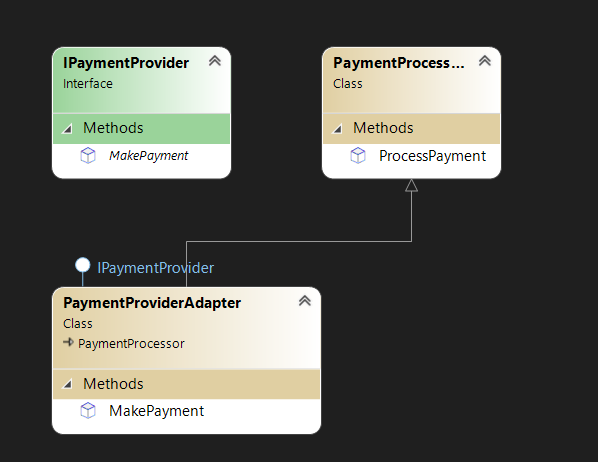 IPaymentProvider
Interface
Methods
MakePayment
PaymentProcess...
Class
Methods
ProcessPayment
IPaymentProvider
PaymentProviderAdapter
Class
PaymentProcessor
Methods
MakePayment